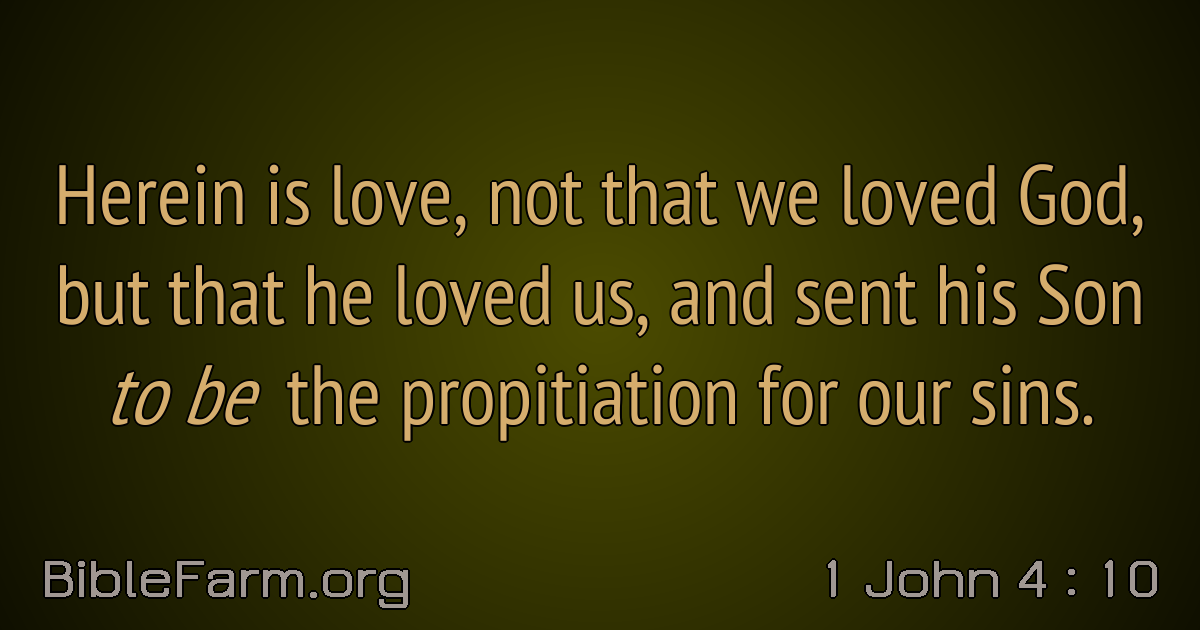 Herein is love, not that we loved God,
but that he loved us, and sent his Son
to be the propitiation for our sins.
BibleFarm.org
1 John 4 : 10